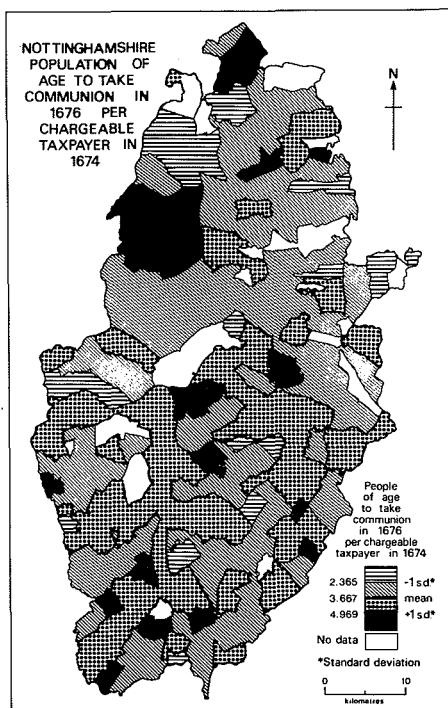 NOTTINGHAMSHIRE
POPULATION OF
AGE TO TAKE
COMMUNION IN
1676 PER
CHARGEABLE
TAXPAYER IN
1674
N
People
of age
to take
communion
in 1676
per chargeable
taxpayer in 1674
2.365 -1 sd*
3.667 mean
4.969 +1 sd*
No data
*Standard deviation
0 10
kilometres